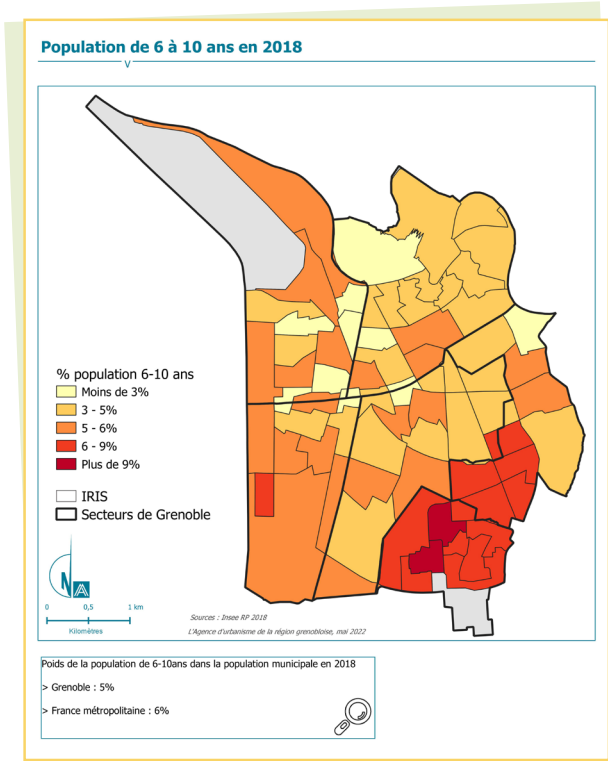 Population de 6 à 10 ans en 2018
% population 6-10 ans
Moins de 3%
3 - 5%
5 - 6%
6 - 9%
Plus de 9%
IRIS
Secteurs de Grenoble
N
0 0,5 1 km
Kilomètres
Sources : Insee RP 2018
L'Agence d'urbanisme de la région grenobloise, mai 2022
Poids de la population de 6-10ans dans la population municipale en 2018
> Grenoble : 5%
> France métropolitaine : 6%